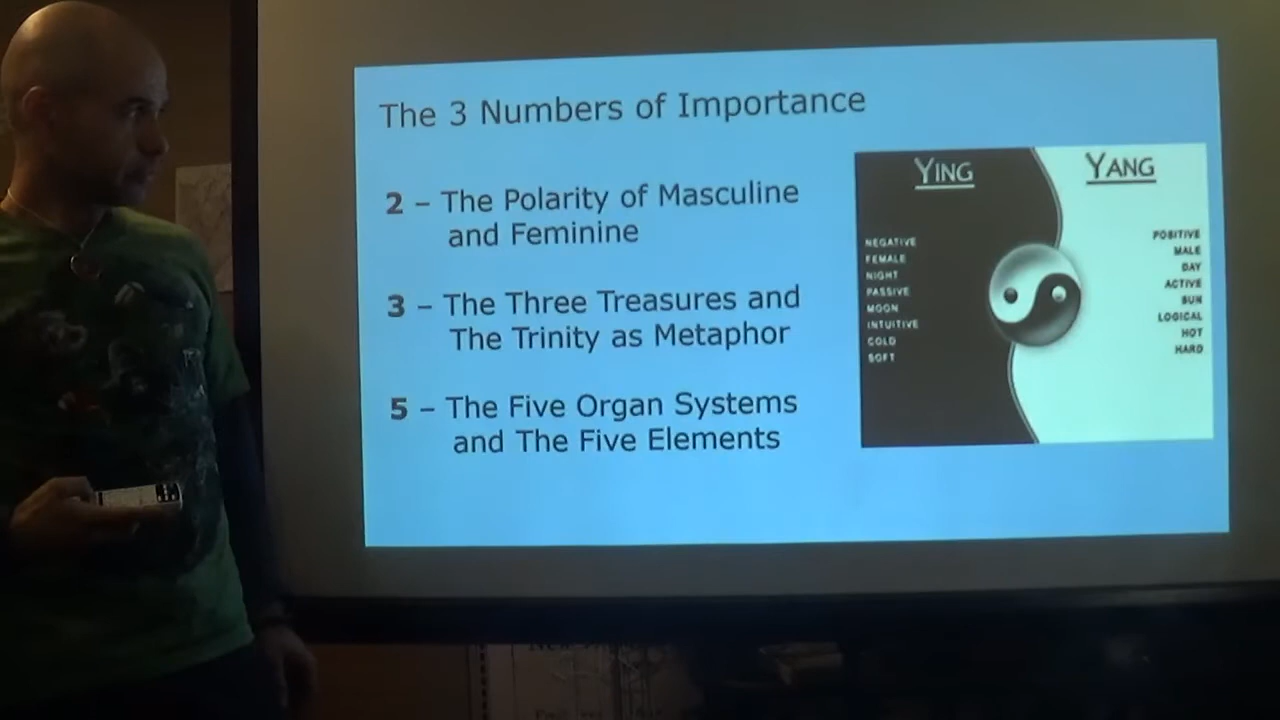 The 3 Numbers of Importance
2 – The Polarity of Masculine
and Feminine
3 – The Three Treasures and
The Trinity as Metaphor
5 – The Five Organ Systems
and The Five Elements
YING
NEGATIVE
FEMALE
NIGHT
PASSIVE
MOON
INTUITIVE
COLD
SOFT
YANG
POSITIVE
MALE
DAY
ACTIVE
SUN
LOGICAL
HOT
HARD